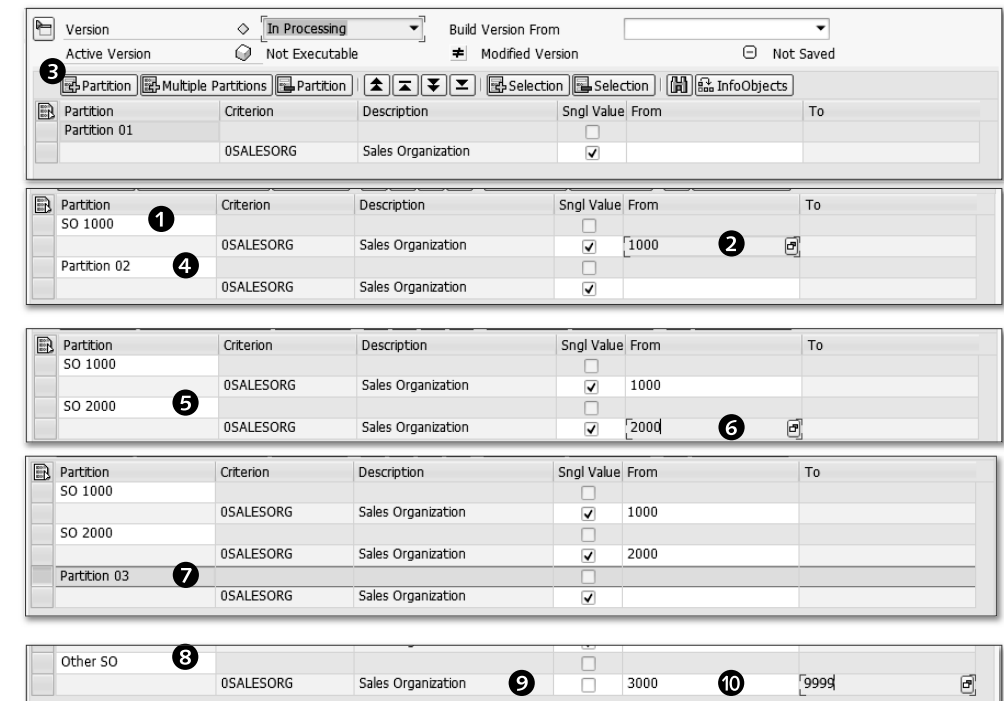 Version In Processing Build Version From
Active Version Not Executable Modified Version Not Saved
3
Partition Multiple Partitions Partition Selection Selection InfoObjects
Partition Criterion Description Sngl Value From To
Partition 01
0SALESORG Sales Organization
Partition Criterion Description Sngl Value From To
SO 1000 1
0SALESORG Sales Organization 1000 2
Partition 02 4
0SALESORG Sales Organization
Partition Criterion Description Sngl Value From To
SO 1000
0SALESORG Sales Organization 1000
SO 2000 5
0SALESORG Sales Organization 2000 6
Partition Criterion Description Sngl Value From To
SO 1000
0SALESORG Sales Organization 1000
SO 2000
0SALESORG Sales Organization 2000
Partition 03 7
0SALESORG Sales Organization
Other SO 8
0SALESORG Sales Organization 9 3000 10 9999